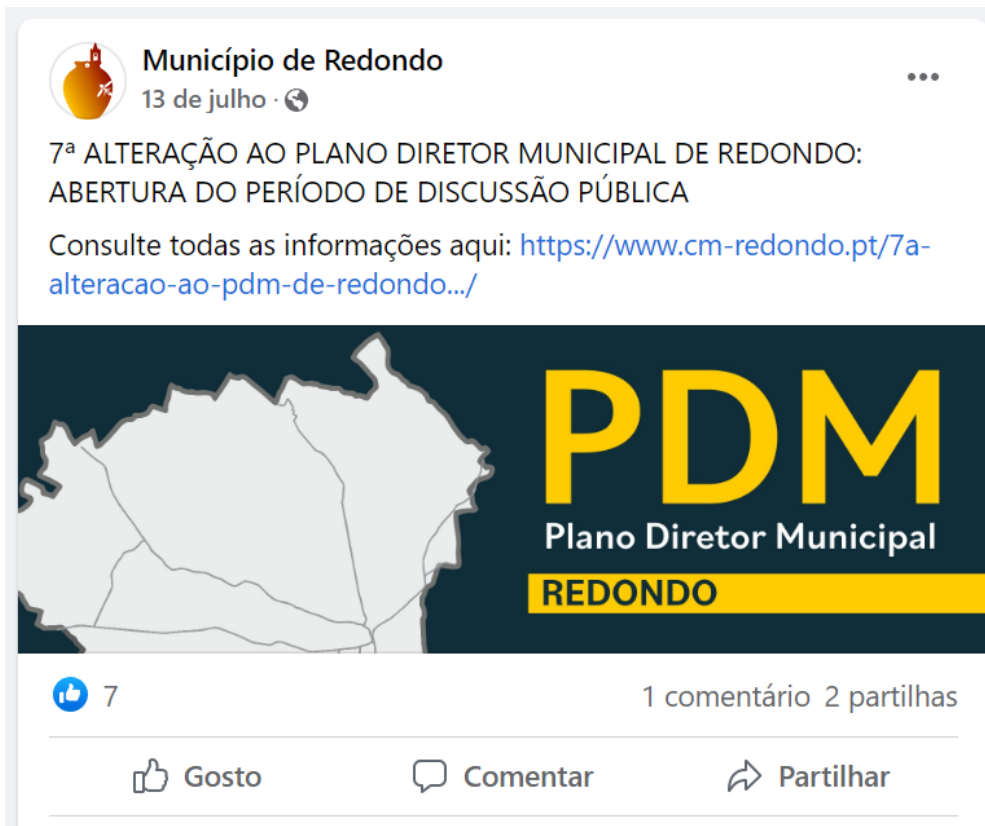 Município de Redondo
13 de julho ·
7ª ALTERAÇÃO AO PLANO DIRETOR MUNICIPAL DE REDONDO:
ABERTURA DO PERÍODO DE DISCUSSÃO PÚBLICA
Consulte todas as informações aqui: https://www.cm-redondo.pt/7a-
alteracao-ao-pdm-de-redondo.../
PDM
Plano Diretor Municipal
REDONDO
7
1 comentário 2 partilhas
Gosto Comentar Partilhar